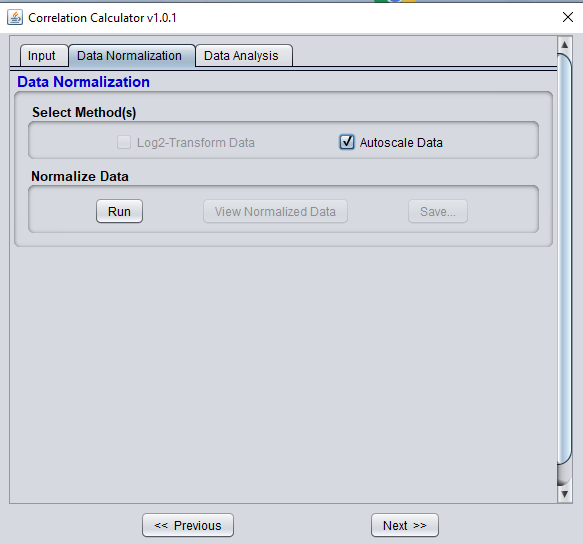 Correlation Calculator v1.0.1
Input Data Normalization Data Analysis
Data Normalization
Select Method(s)
Log2-Transform Data Autoscale Data
Normalize Data
Run View Normalized Data Save...
<< Previous Next >>